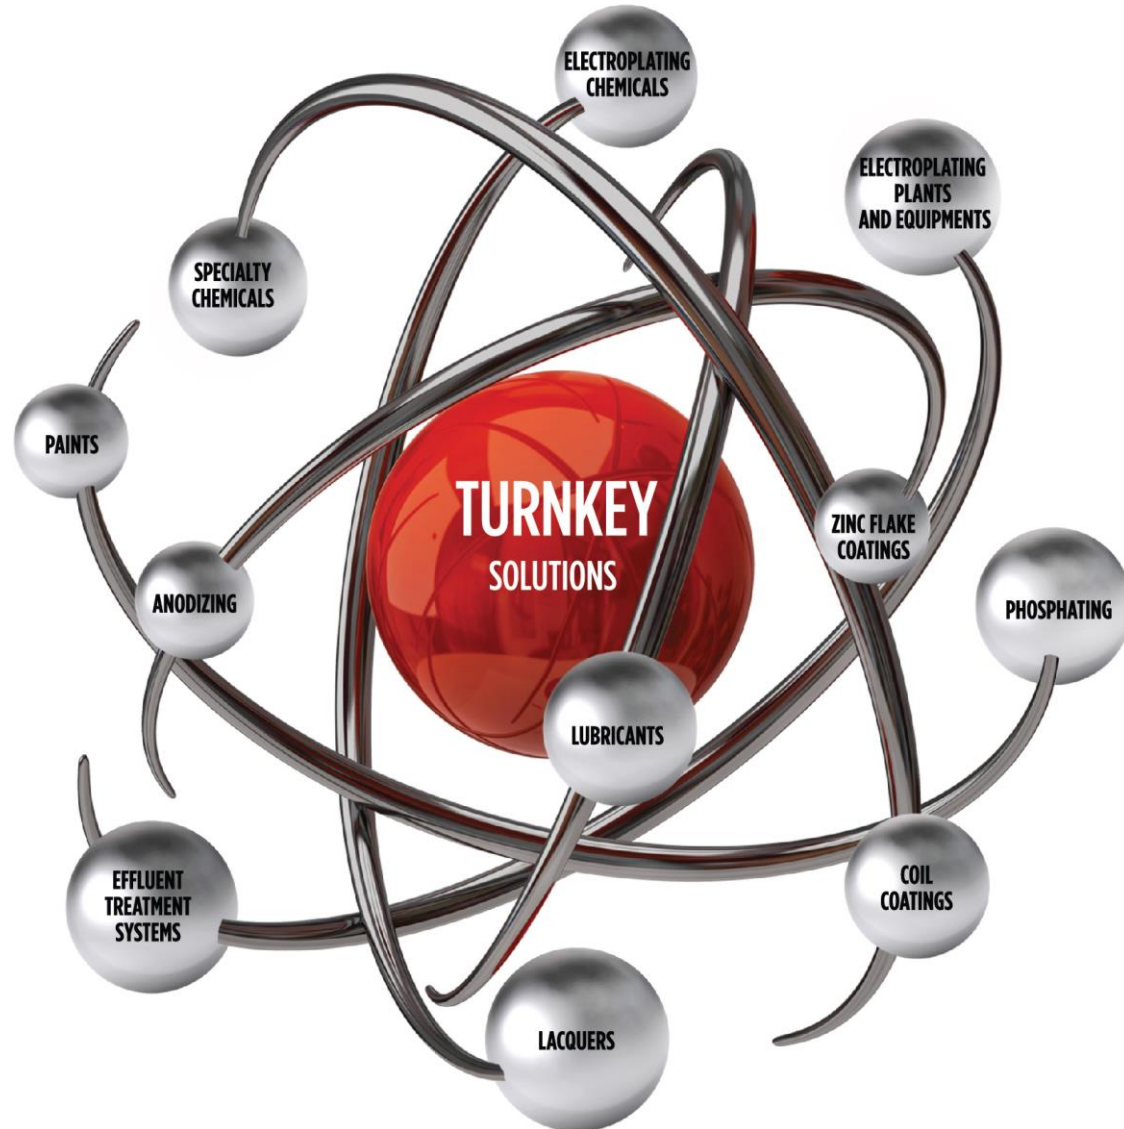 ELECTROPLATING
CHEMICALS
ELECTROPLATING
PLANTS
AND EQUIPMENTS
SPECIALTY
CHEMICALS
PAINTS
TURNKEY
SOLUTIONS
ZINC FLAKE
COATINGS
ANODIZING
PHOSPHATING
LUBRICANTS
EFFLUENT
TREATMENT
SYSTEMS
COIL
COATINGS
LACQUERS